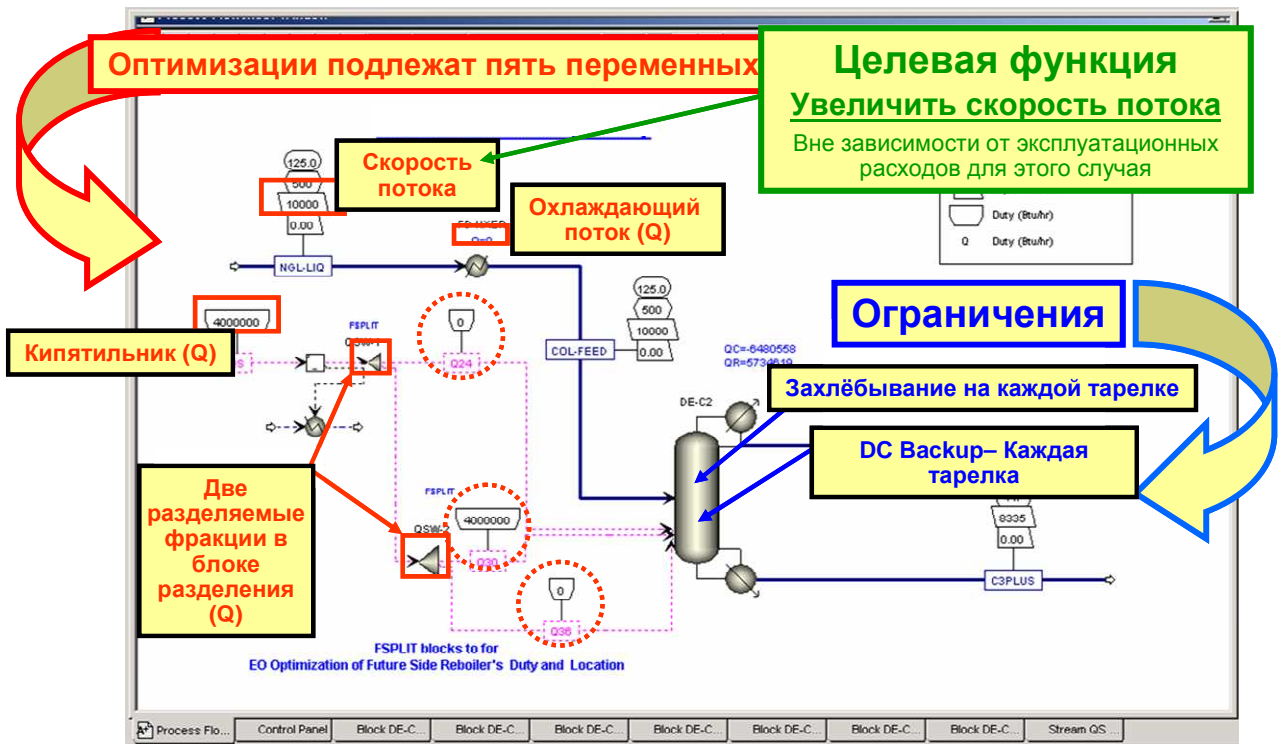 Оптимизации подлежат пять переменных
Целевая функция
Увеличить скорость потока
Вне зависимости от эксплуатационных
расходов для этого случая
Duty (Btu/hr)
Q Duty (Btu/hr)
125.0
500
10000
0.00
Скорость
потока
Охлаждающий
поток (Q)
NGL-LIQ
125.0
500
10000
0.00
Ограничения
4000000
FSPLIT
0
Кипятильник (Q)
Q24
COL-FEED
QC=-6480558
QR=5734619
Захлёбывание на каждой тарелке
DE-C2
DC Backup– Каждая
тарелка
Две
разделяемые
фракции в
блоке
разделения
(Q)
FSPLIT
QSW-2
4000000
Q30
8335
0.00
0
C3PLUS
Q36
FSPLIT blocks to for
EO Optimization of Future Side Reboiler's Duty and Location
Process Flo... Control Panel Block DE-C... Block DE-C... Block DE-C... Block DE-C... Block DE-C... Block DE-C... Block DE-C... Stream QS ...